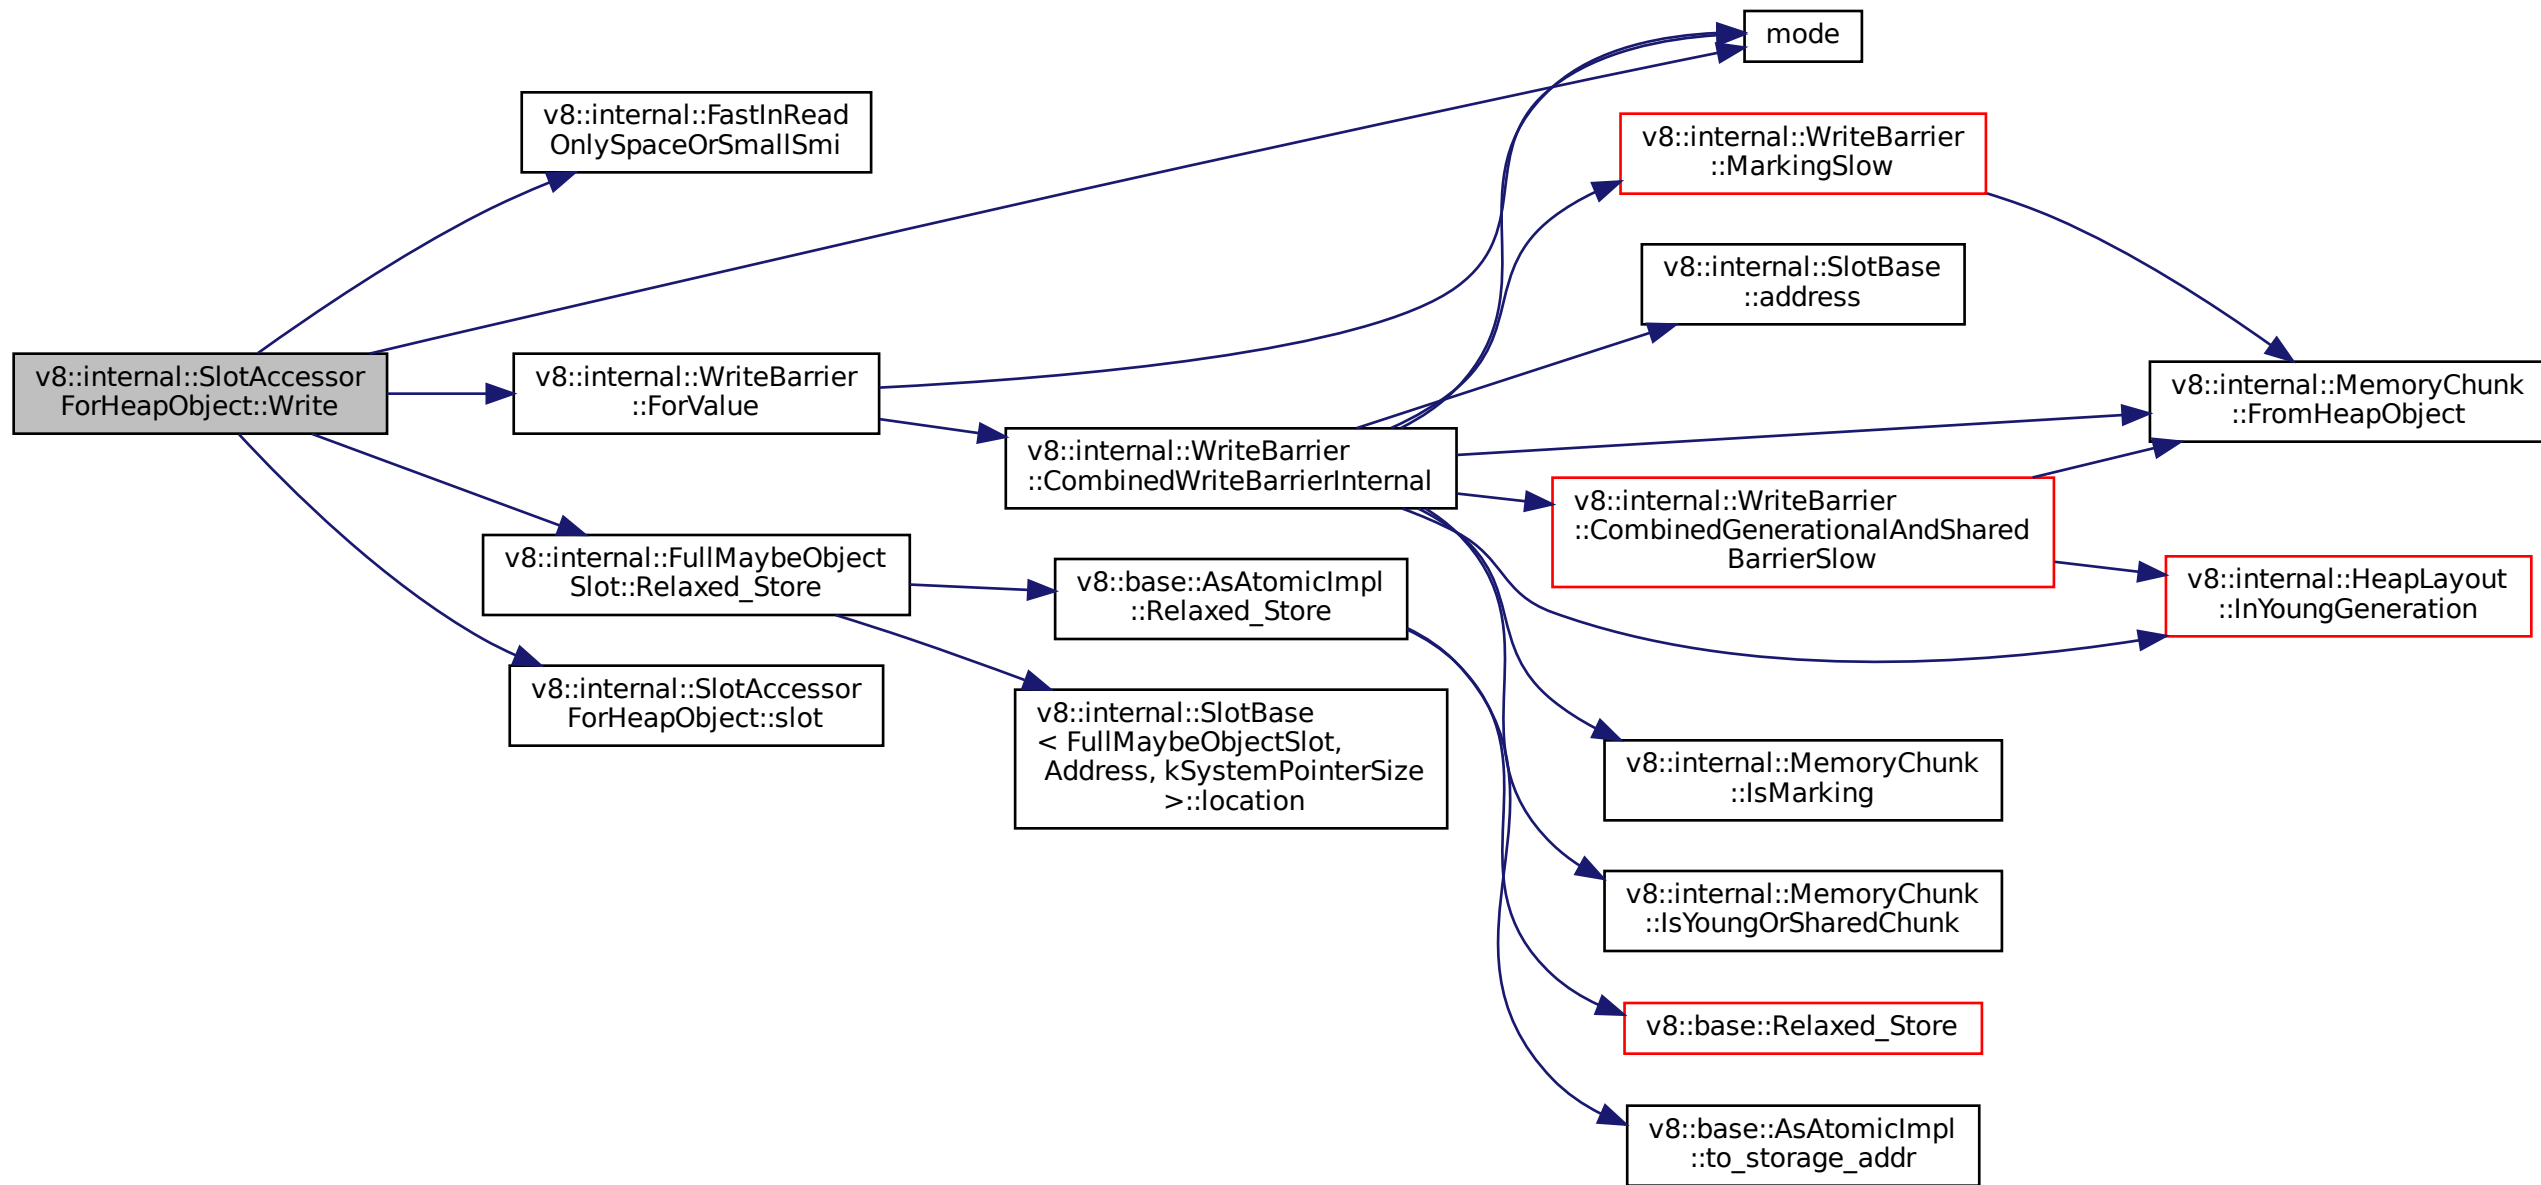 mode
v8::internal::FastInRead
OnlySpaceOrSmallSmi
v8::internal::WriteBarrier
::MarkingSlow
v8::internal::SlotBase
::address
v8::internal::SlotAccessor
ForHeapObject::Write
v8::internal::WriteBarrier
::ForValue
v8::internal::MemoryChunk
::FromHeapObject
v8::internal::WriteBarrier
::CombinedWriteBarrierInternal
v8::internal::WriteBarrier
::CombinedGenerationalAndShared
BarrierSlow
v8::internal::FullMaybeObject
Slot::Relaxed_Store
v8::base::AsAtomicImpl
::Relaxed_Store
v8::internal::HeapLayout
::InYoungGeneration
v8::internal::SlotAccessor
ForHeapObject::slot
v8::internal::SlotBase
< FullMaybeObjectSlot,
Address, kSystemPointerSize
>::location
v8::internal::MemoryChunk
::IsMarking
v8::internal::MemoryChunk
::IsYoungOrSharedChunk
v8::base::Relaxed_Store
v8::base::AsAtomicImpl
::to_storage_addr